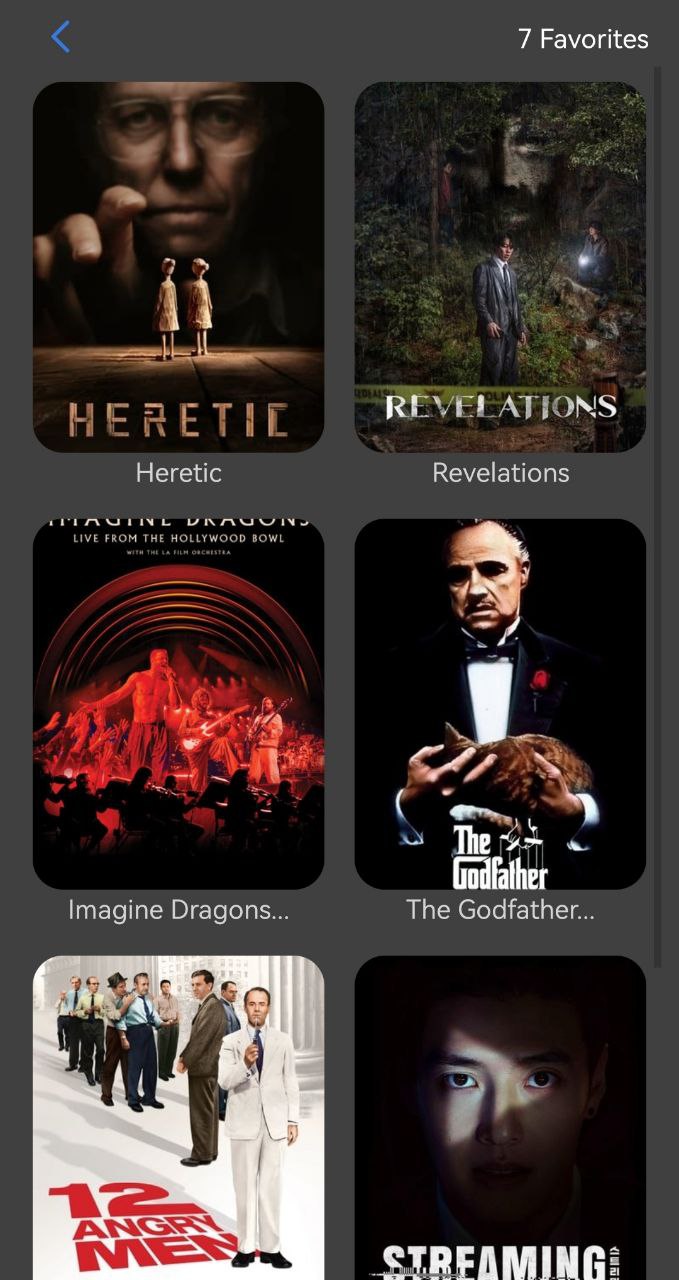 7 Favorites
HERETIC
REVELATIONS
Heretic
Revelations
IMAGINE DRAGONS
LIVE FROM THE HOLLYWOOD BOWL
WITH THE LA FILM ORCHESTRA
The
Godfather
Imagine Dragons...
The Godfather...
12
ANGRY
MEN
STREAMING